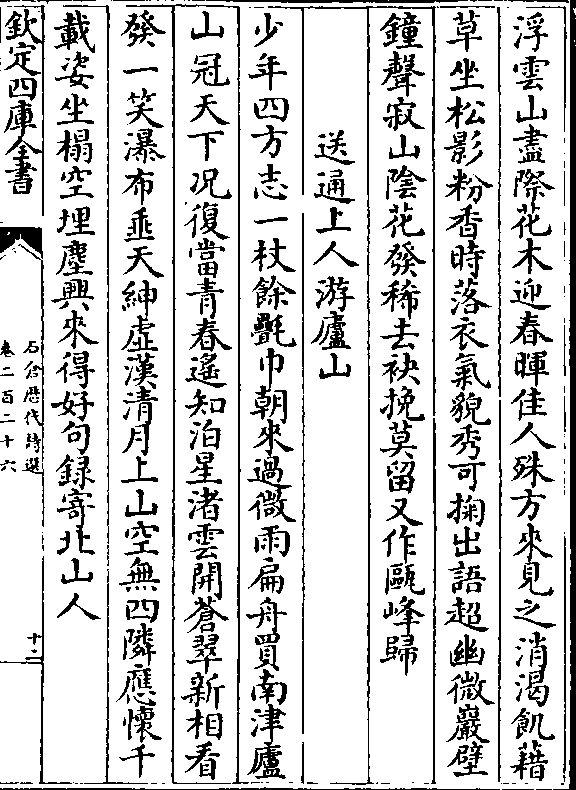 浮雲山盡際花木迎春暉佳人殊方來見之消渴飢藉
草坐松影粉香時落衣氣貌秀可掬出語超幽微巖壁
鐘聲寂山陰花發稀去袂挽莫留又作甌峰歸
送通上人游廬山
少年四方志一杖餘氎巾朝來過微雨扁舟買南津廬
山冠天下况復當青春遙知泊星渚雲開蒼翠新相看
發一笑瀑布垂天紳虛漢清月上山空無四隣應懷千
載姿坐榻空埋塵興來得好句錄寄北山人
欽定四庫全書
石倉歷代詩選
卷二百二十六
十二